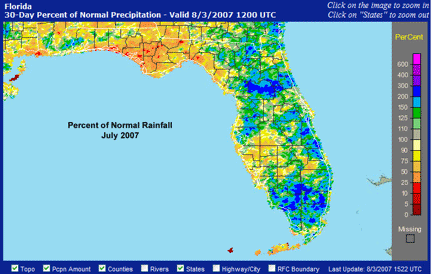 Florida
30-Day Percent of Normal Precipitation - Valid 8/3/2007 1200 UTC
Click on the image to zoom in
Click on "States" to zoom out
PerCent
600
400
300
200
150
125
110
100
90
75
50
25
10
5
0
Missing
Percent of Normal Rainfall
July 2007
Topo Pcpn Amount Counties Rivers States Highway/City RFC Boundary Last Update: 8/3/2007 1522 UTC